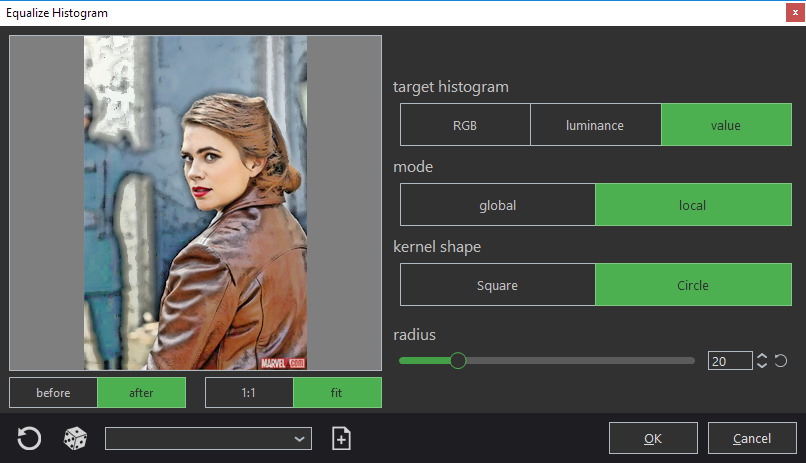 Equalize Histogram
x
target histogram
RGB
luminance
value
mode
global
local
kernel shape
Square
Circle
radius
20
MARVEL.com
before
after
1:1
fit
OK
Cancel